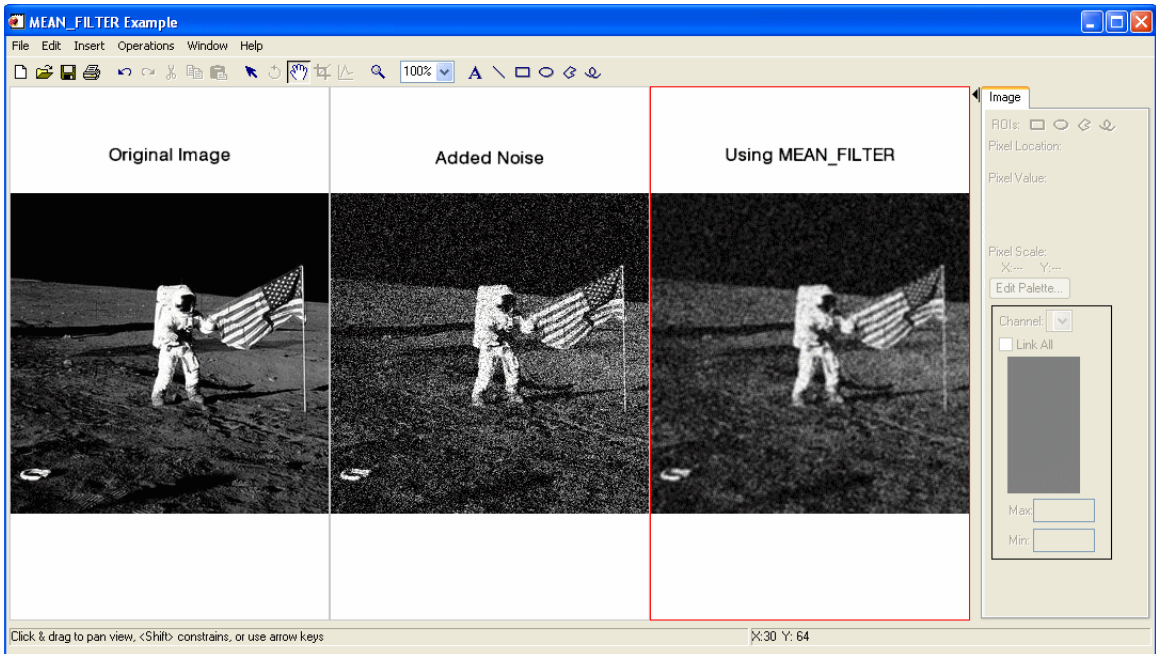 MEAN_FILTER Example
File Edit Insert Operations Window Help
100%
A
Image
ROIs:
Pixel Location:
Pixel Value:
Pixel Scale:
X:--- Y:---
Edit Palette...
Channel:
Link All
Max:
Min:
Original Image
Added Noise
Using MEAN_FILTER
Click & drag to pan view, <Shift> constrains, or use arrow keys
X:30 Y: 64